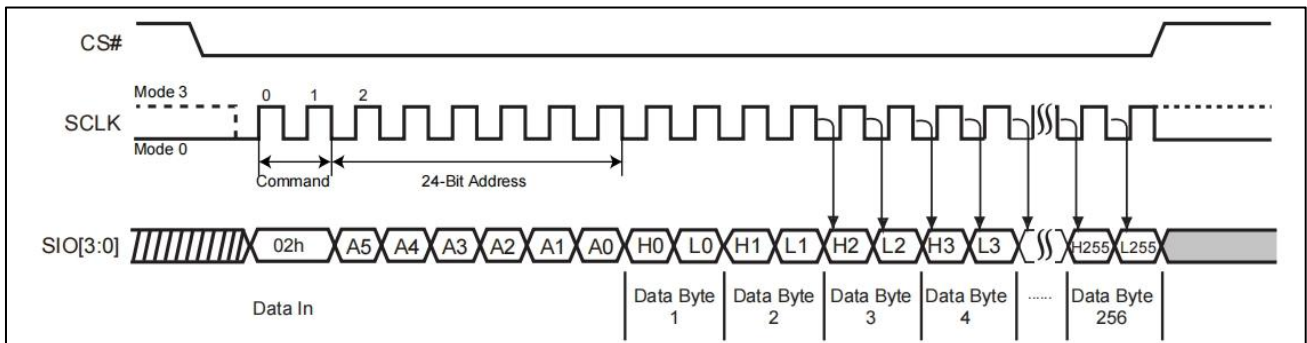 CS#
Mode 3
0 1 2
SCLK
Mode 0
Command 24-Bit Address
SIO[3:0] 02h A5 A4 A3 A2 A1 A0 H0 L0 H1 L1 H2 L2 H3 L3 H255 L255
Data In
Data Byte 1
Data Byte 2
Data Byte 3
Data Byte 4
......
Data Byte 256